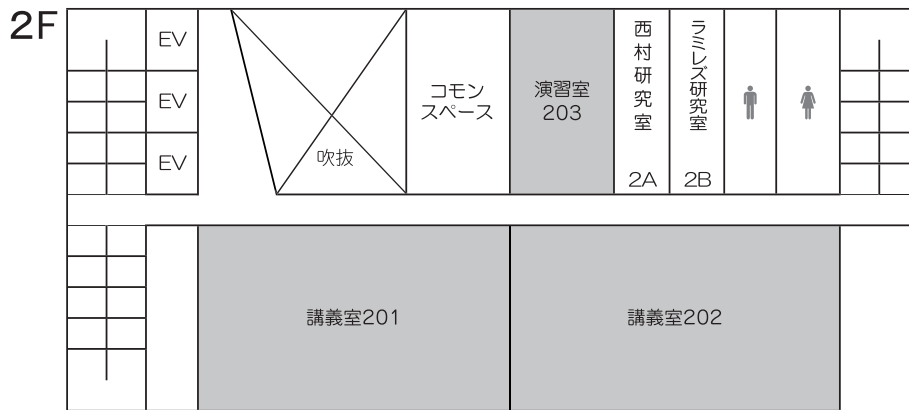 2F
EV
EV
EV
吹抜
コモン
スペース
演習室
203
西村研究室
2A
ラミレズ研究室
2B
講義室201
講義室202